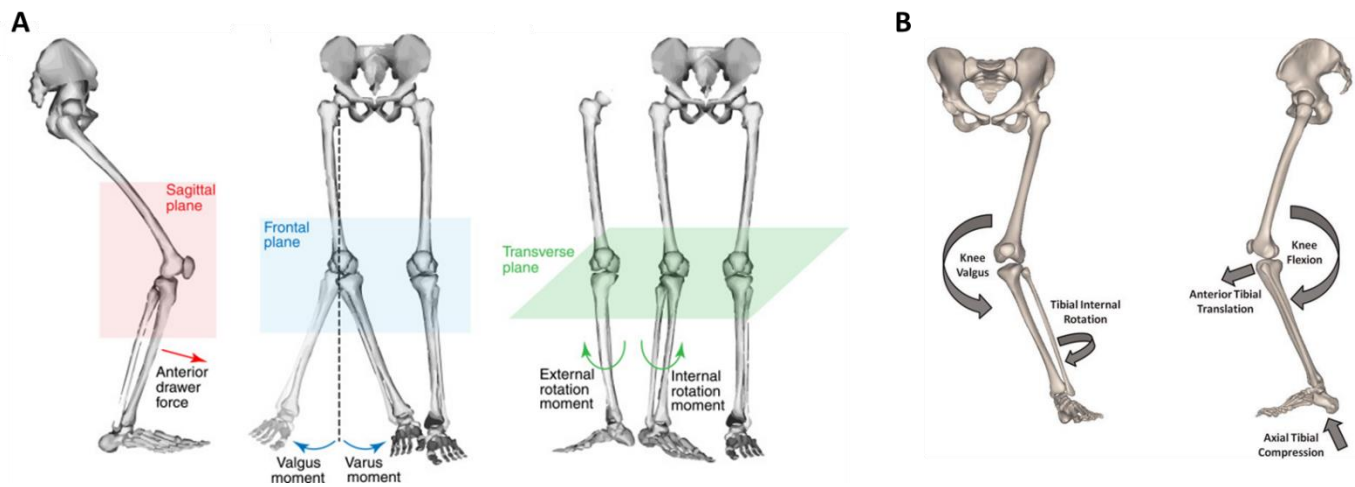 A
Sagittal
plane
Anterior
drawer
force
Frontal
plane
Valgus
moment
Varus
moment
Transverse
plane
External
rotation
moment
Internal
rotation
moment
B
Knee
Valgus
Tibial Internal
Rotation
Knee
Flexion
Anterior Tibial
Translation
Axial Tibial
Compression